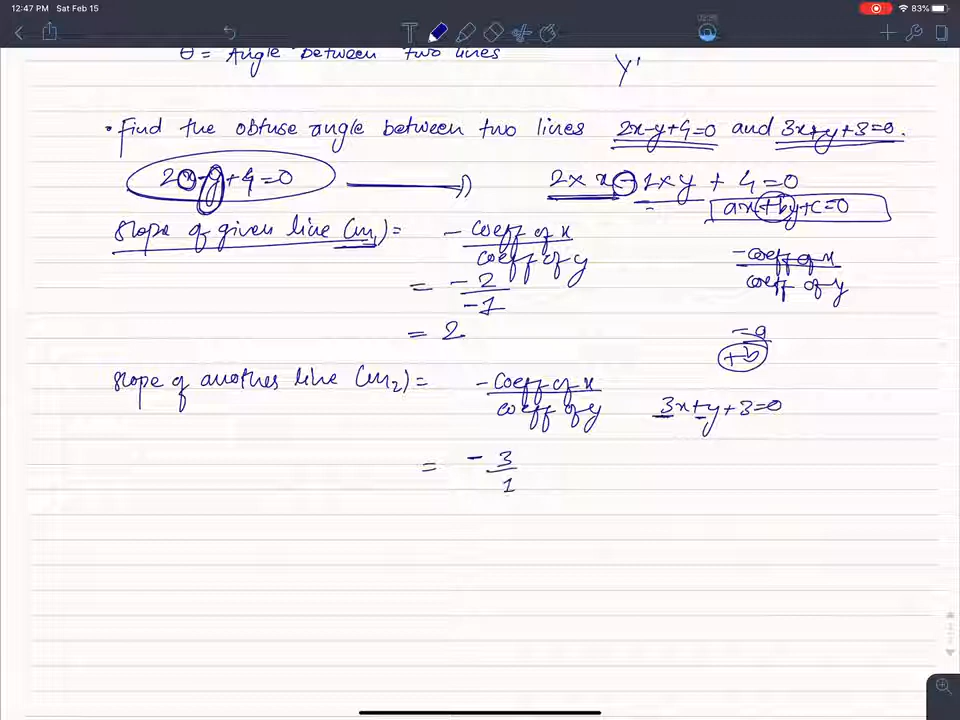 12:47 PM Sat Feb 15
83%
T
θ = Angle between two lines
Y'
• Find the obtuse angle between two lines 2x-y+4=0 and 3x+y+3=0.
2x-y+4=0
2×x-1×y+4=0
ax+by+c=0
slope of given line (m1) = - coeff of x / coeff of y
- coeff of x / coeff of y
= -2/-1
= 2
-a/+b
slope of another line (m2) = - coeff of x / coeff of y
3x+y+3=0
= -3/1